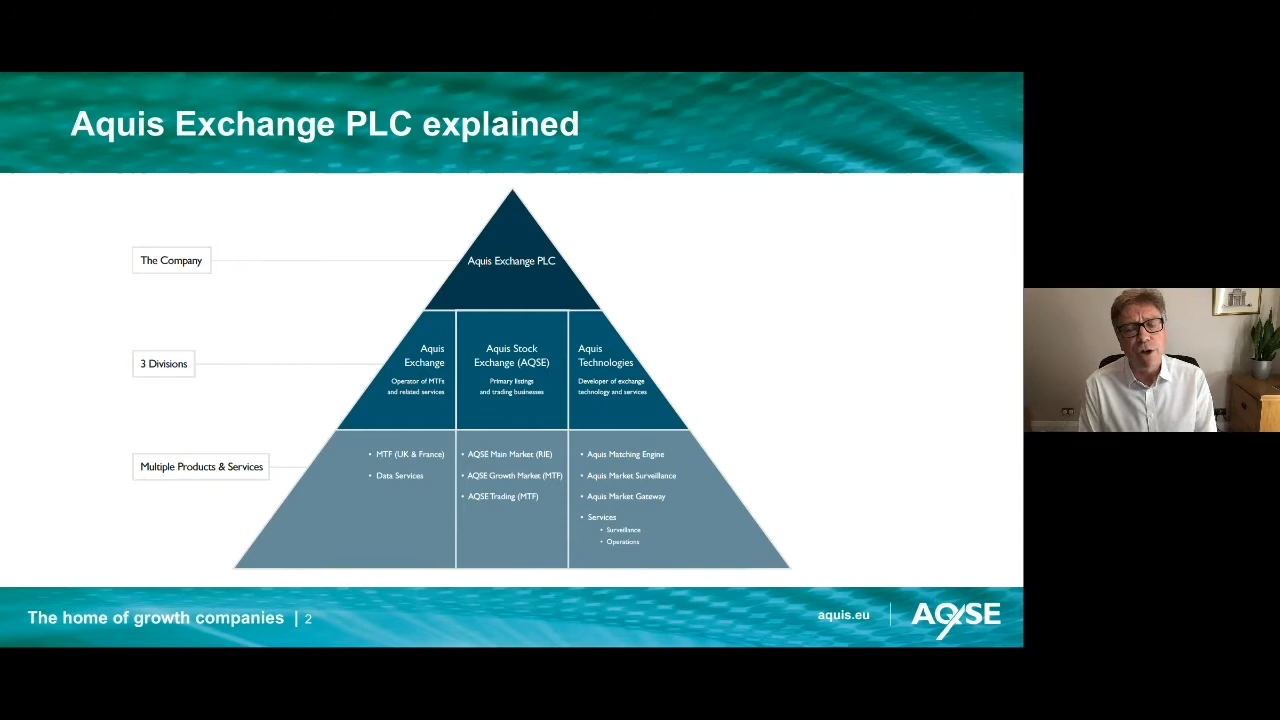 Aquis Exchange PLC explained
The Company
Aquis Exchange PLC
3 Divisions
Aquis
Exchange
Operator of MTFs
and related services
Aquis Stock
Exchange (AQSE)
Primary listings
and trading businesses
Aquis
Technologies
Developer of exchange
technology and services
Multiple Products & Services
• MTF (UK & France)
• Data Services
• AQSE Main Market (RIE)
• AQSE Growth Market (MTF)
• AQSE Trading (MTF)
• Aquis Matching Engine
• Aquis Market Surveillance
• Aquis Market Gateway
• Services
• Surveillance
• Operations
The home of growth companies | 2
aquis.eu
AQSE